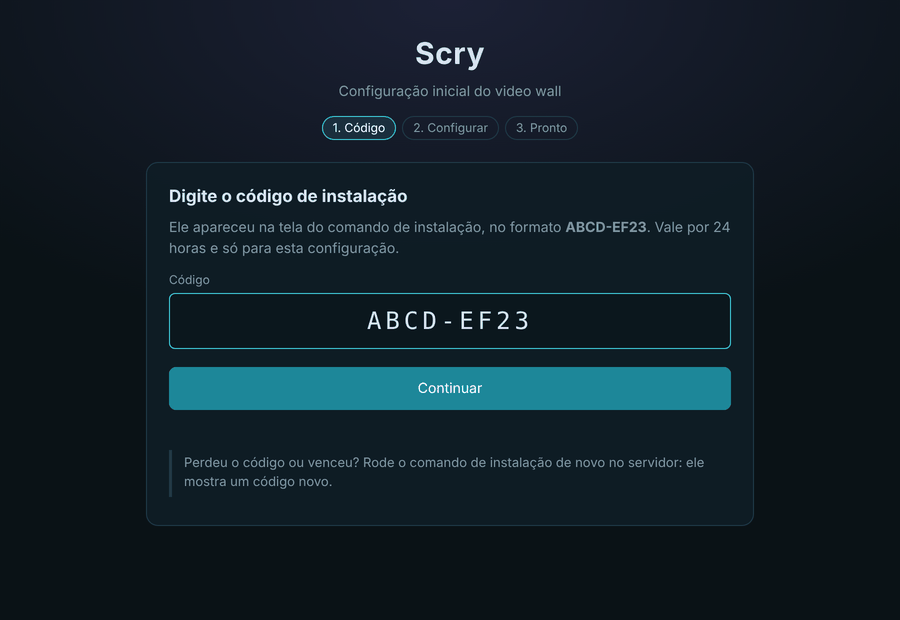 Scry
Configuração inicial do video wall
1. Código
2. Configurar
3. Pronto
Digite o código de instalação
Ele apareceu na tela do comando de instalação, no formato ABCD-EF23. Vale por 24
horas e só para esta configuração.
Código
ABCD-EF23
Continuar
Perdeu o código ou venceu? Rode o comando de instalação de novo no servidor: ele
mostra um código novo.